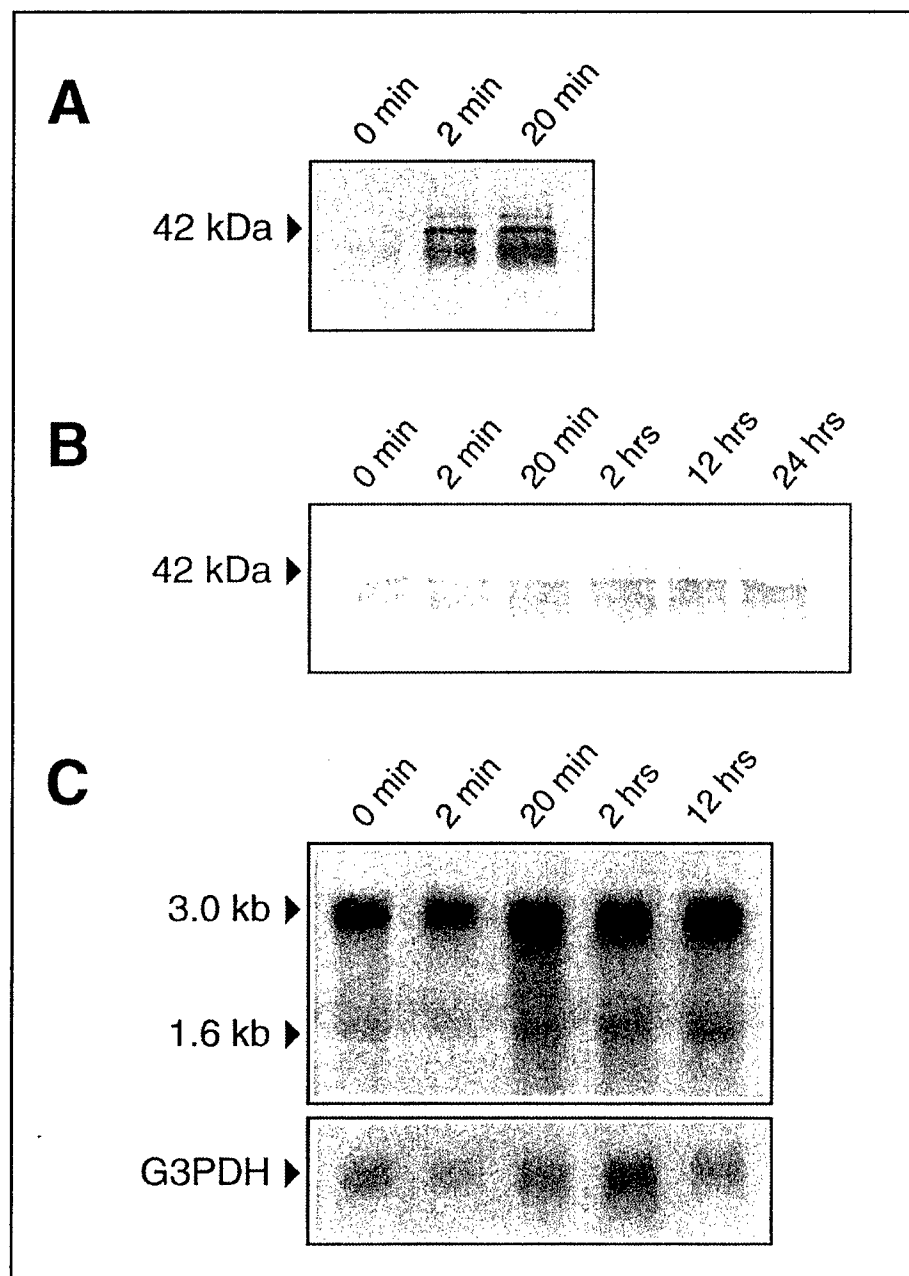 A
0 min 2 min 20 min
42 kDa
B
0 min 2 min 20 min 2 hrs 12 hrs 24 hrs
42 kDa
C
0 min 2 min 20 min 2 hrs 12 hrs
3.0 kb
1.6 kb
G3PDH